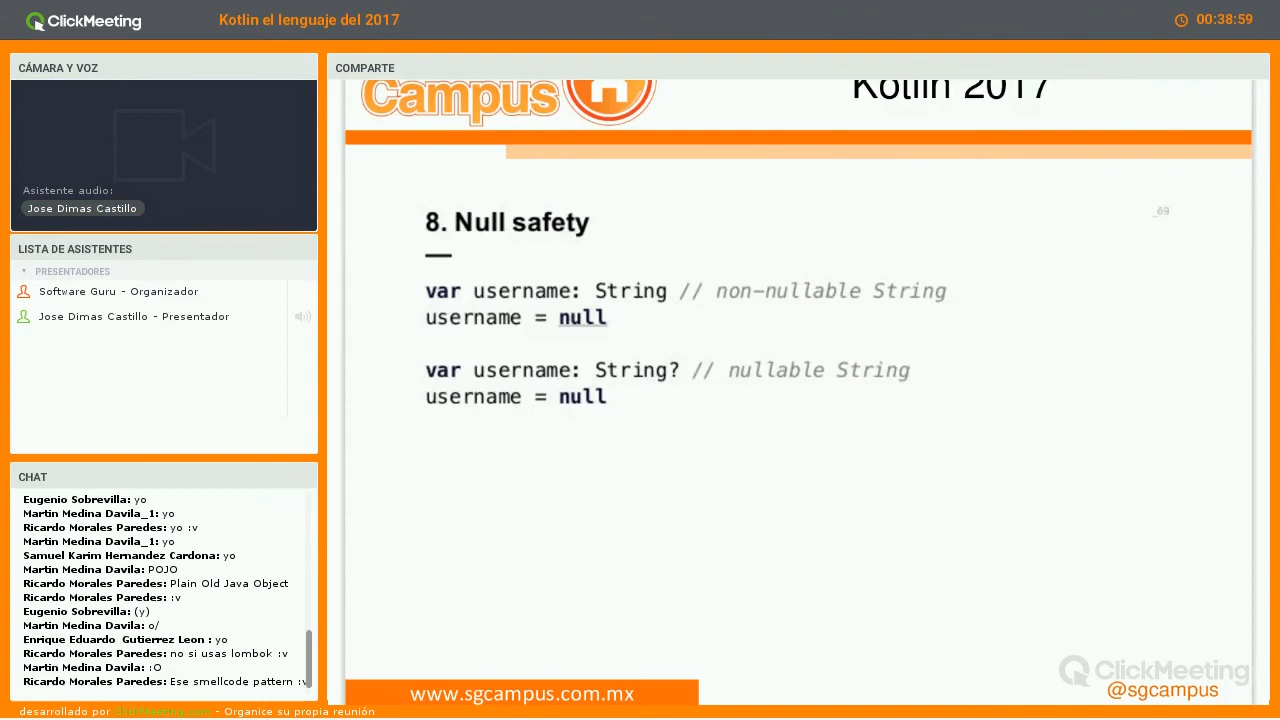 ClickMeeting
Kotlin el lenguaje del 2017
00:38:59
CÁMARA Y VOZ
Asistente audio:
Jose Dimas Castillo
LISTA DE ASISTENTES
PRESENTADORES
Software Guru - Organizador
Jose Dimas Castillo - Presentador
CHAT
Eugenio Sobrevilla: yo
Martin Medina Davila_1: yo
Ricardo Morales Paredes: yo :v
Martin Medina Davila_1: yo
Samuel Karim Hernandez Cardona: yo
Martin Medina Davila: POJO
Ricardo Morales Paredes: Plain Old Java Object
Ricardo Morales Paredes: :v
Eugenio Sobrevilla: (y)
Martin Medina Davila: o/
Enrique Eduardo Gutierrez Leon : yo
Ricardo Morales Paredes: no si usas lombok :v
Martin Medina Davila: :O
Ricardo Morales Paredes: Ese smellcode pattern :v
desarrollado por ClickMeeting.com - Organice su propia reunión
COMPARTE
Campus
Kotlin 2017
8. Null safety
_69
var username: String // non-nullable String
username = null
var username: String? // nullable String
username = null
www.sgcampus.com.mx
ClickMeeting
@sgcampus